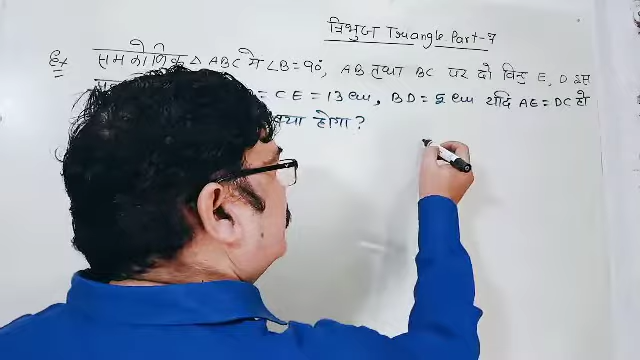 त्रिभुज Truangle Part-7
Ex समकोणिक △ ABC में ∠B=90, AB तथा BC पर दो बिन्दु E, D इस
= CE = 13 cm, BD = 5 cm यदि AE = DC हो
क्या होगा ?